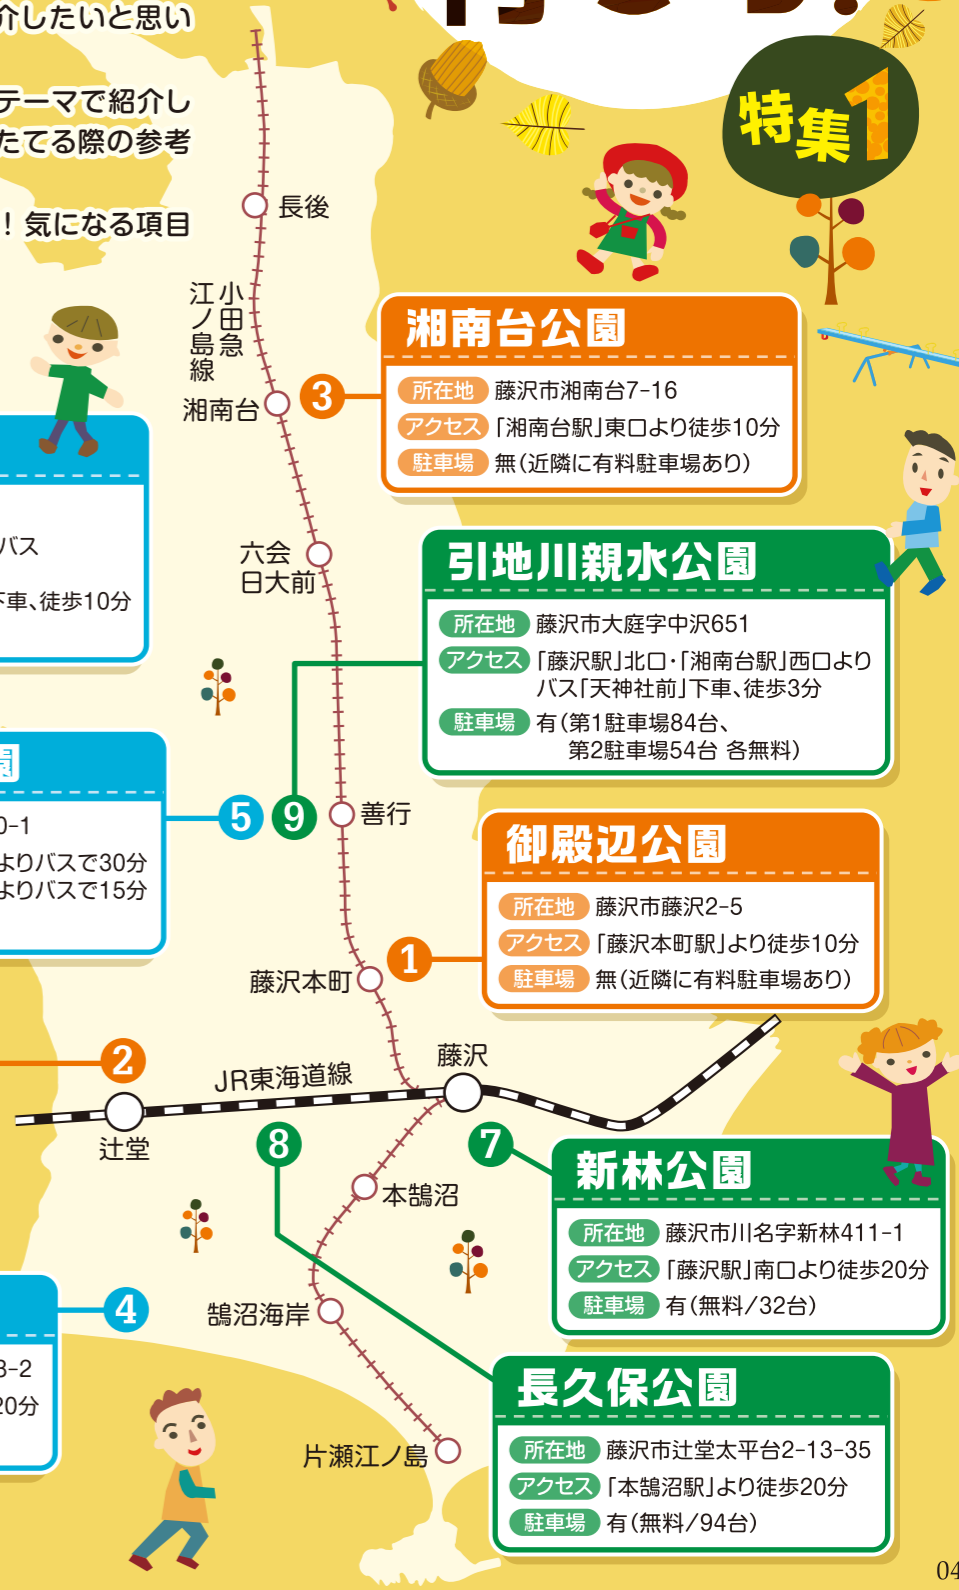 介したいと思い
テーマで紹介し
たてる際の参考
！気になる項目
特集1
長後
小田急
江ノ島線
湘南台
六会
日大前
善行
藤沢本町
藤沢
JR東海道線
辻堂
本鵠沼
鵠沼海岸
片瀬江ノ島
3
湘南台公園
所在地 藤沢市湘南台7-16
アクセス 「湘南台駅」東口より徒歩10分
駐車場 無（近隣に有料駐車場あり）
引地川親水公園
所在地 藤沢市大庭字中沢651
アクセス 「藤沢駅」北口・「湘南台駅」西口より
バス「天神社前」下車、徒歩3分
駐車場 有（第1駐車場84台、
第2駐車場54台 各無料）
バス
下車、徒歩10分
園
0-1
よりバスで30分
よりバスで15分
5
9
御殿辺公園
所在地 藤沢市藤沢2-5
アクセス 「藤沢本町駅」より徒歩10分
駐車場 無（近隣に有料駐車場あり）
1
2
8
7
新林公園
所在地 藤沢市川名字新林411-1
アクセス 「藤沢駅」南口より徒歩20分
駐車場 有（無料/32台）
4
3-2
20分
長久保公園
所在地 藤沢市辻堂太平台2-13-35
アクセス 「本鵠沼駅」より徒歩20分
駐車場 有（無料/94台）
04